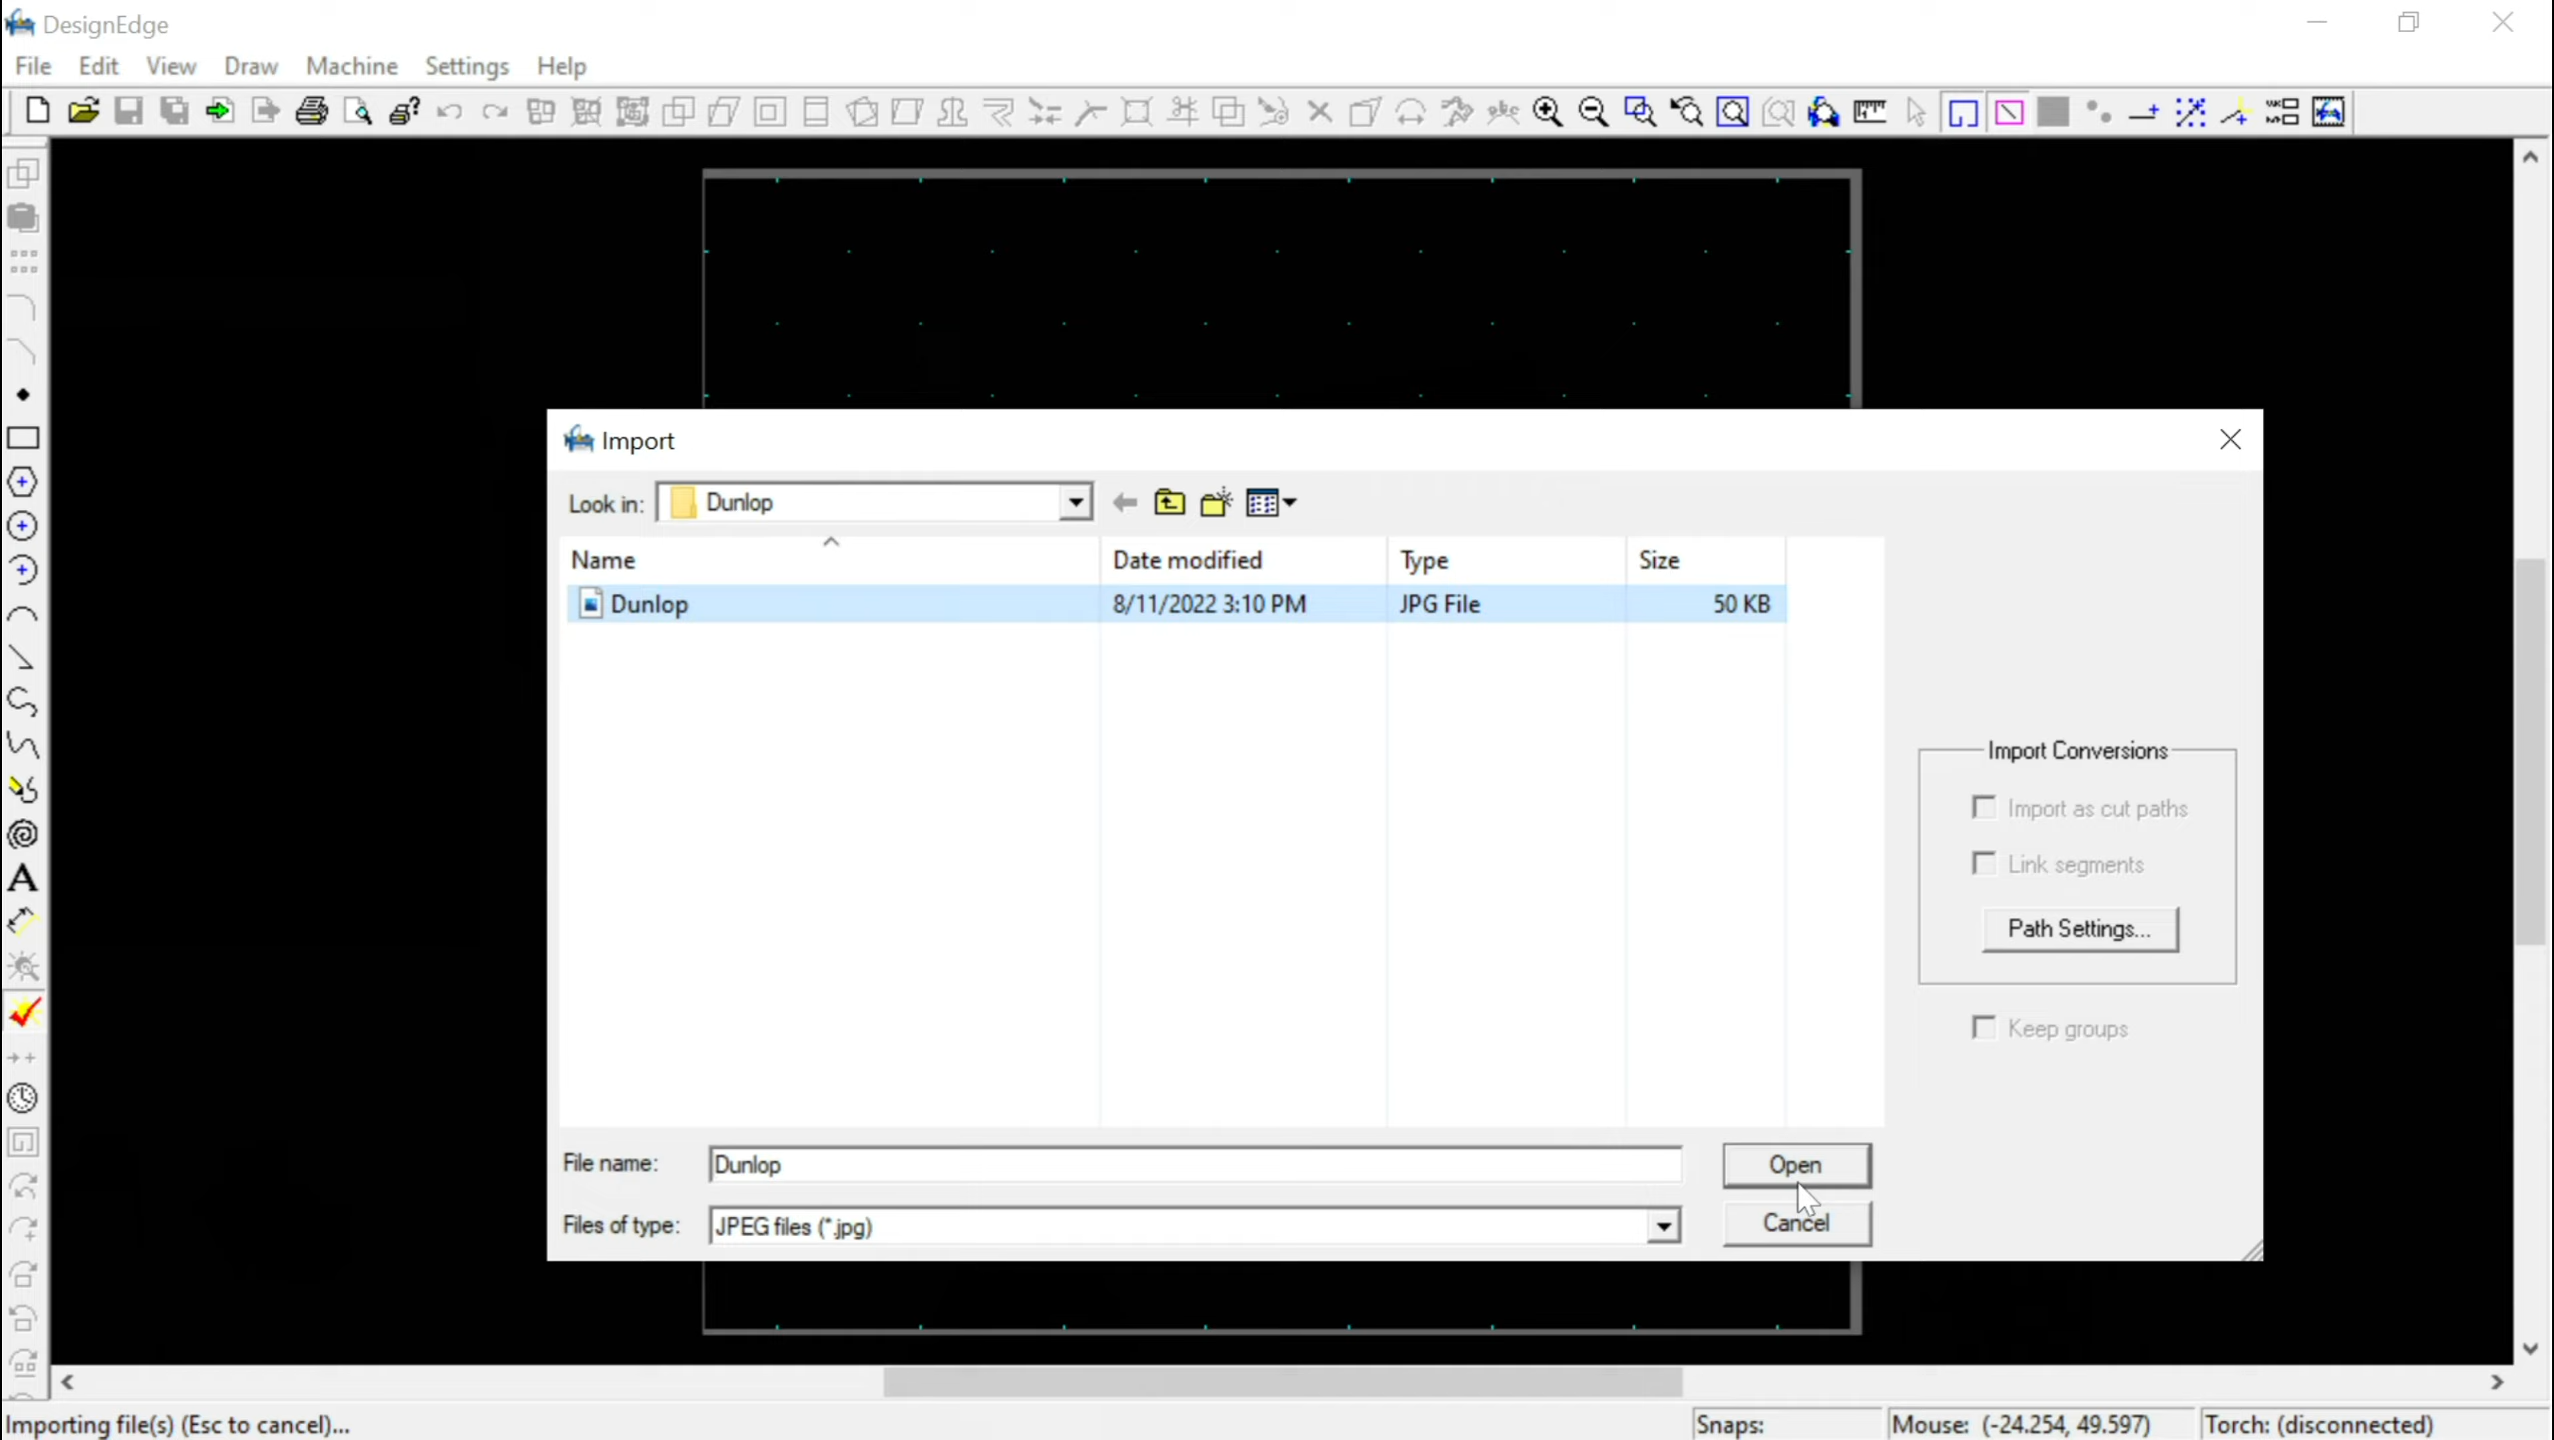 DesignEdge
File Edit View Draw Machine Settings Help
Import
Look in: Dunlop
Name Date modified Type Size
Dunlop 8/11/2022 3:10 PM JPG File 50 KB
Import Conversions
Import as cut paths
Link segments
Path Settings...
Keep groups
File name: Dunlop Open
Files of type: JPEG files (*.jpg) Cancel
Importing file(s) (Esc to cancel)... Snaps: Mouse: (-24.254, 49.597) Torch: (disconnected)